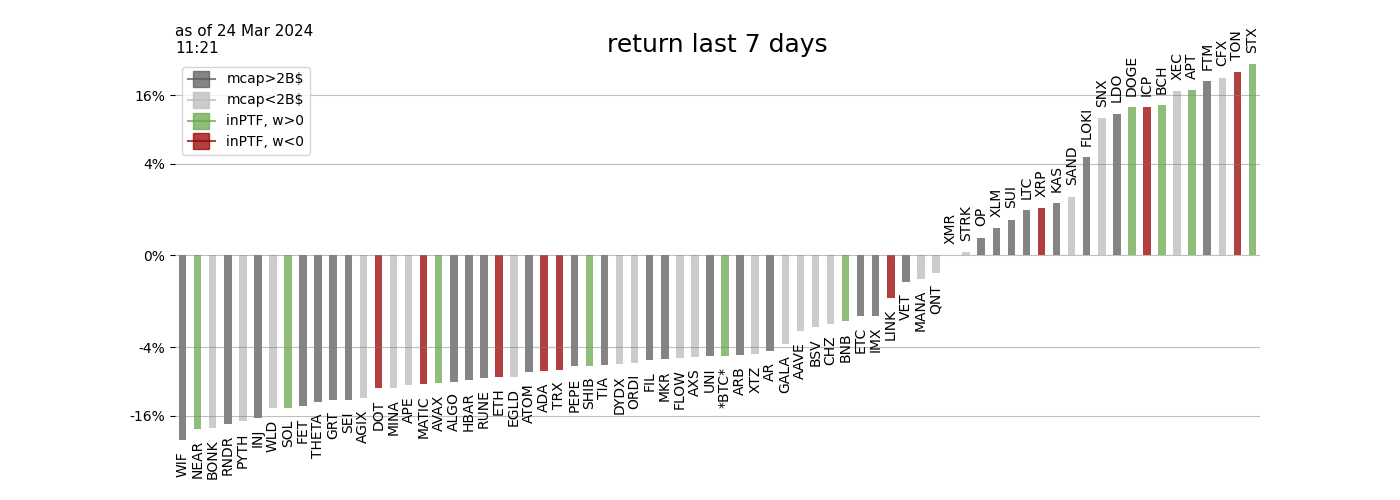 as of 24 Mar 2024
11:21
return last 7 days
mcap>2B$
mcap<2B$
inPTF, w>0
inPTF, w<0
16%
4%
0%
-4%
-16%
WIF
NEAR
BONK
RNDR
PYTH
INJ
WLD
SOL
FET
THETA
GRT
SEI
AGIX
DOT
MINA
APE
MATIC
AVAX
ALGO
HBAR
RUNE
ETH
EGLD
ATOM
ADA
TRX
PEPE
SHIB
TIA
DYDX
ORDI
FIL
MKR
FLOW
AXS
UNI
*BTC*
ARB
XTZ
AR
GALA
AAVE
BSV
CHZ
BNB
ETC
IMX
LINK
VET
MANA
QNT
XMR
STRK
OP
XLM
SUI
LTC
XRP
KAS
SAND
FLOKI
SNX
LDO
DOGE
ICP
BCH
XEC
APT
FTM
CFX
TON
STX